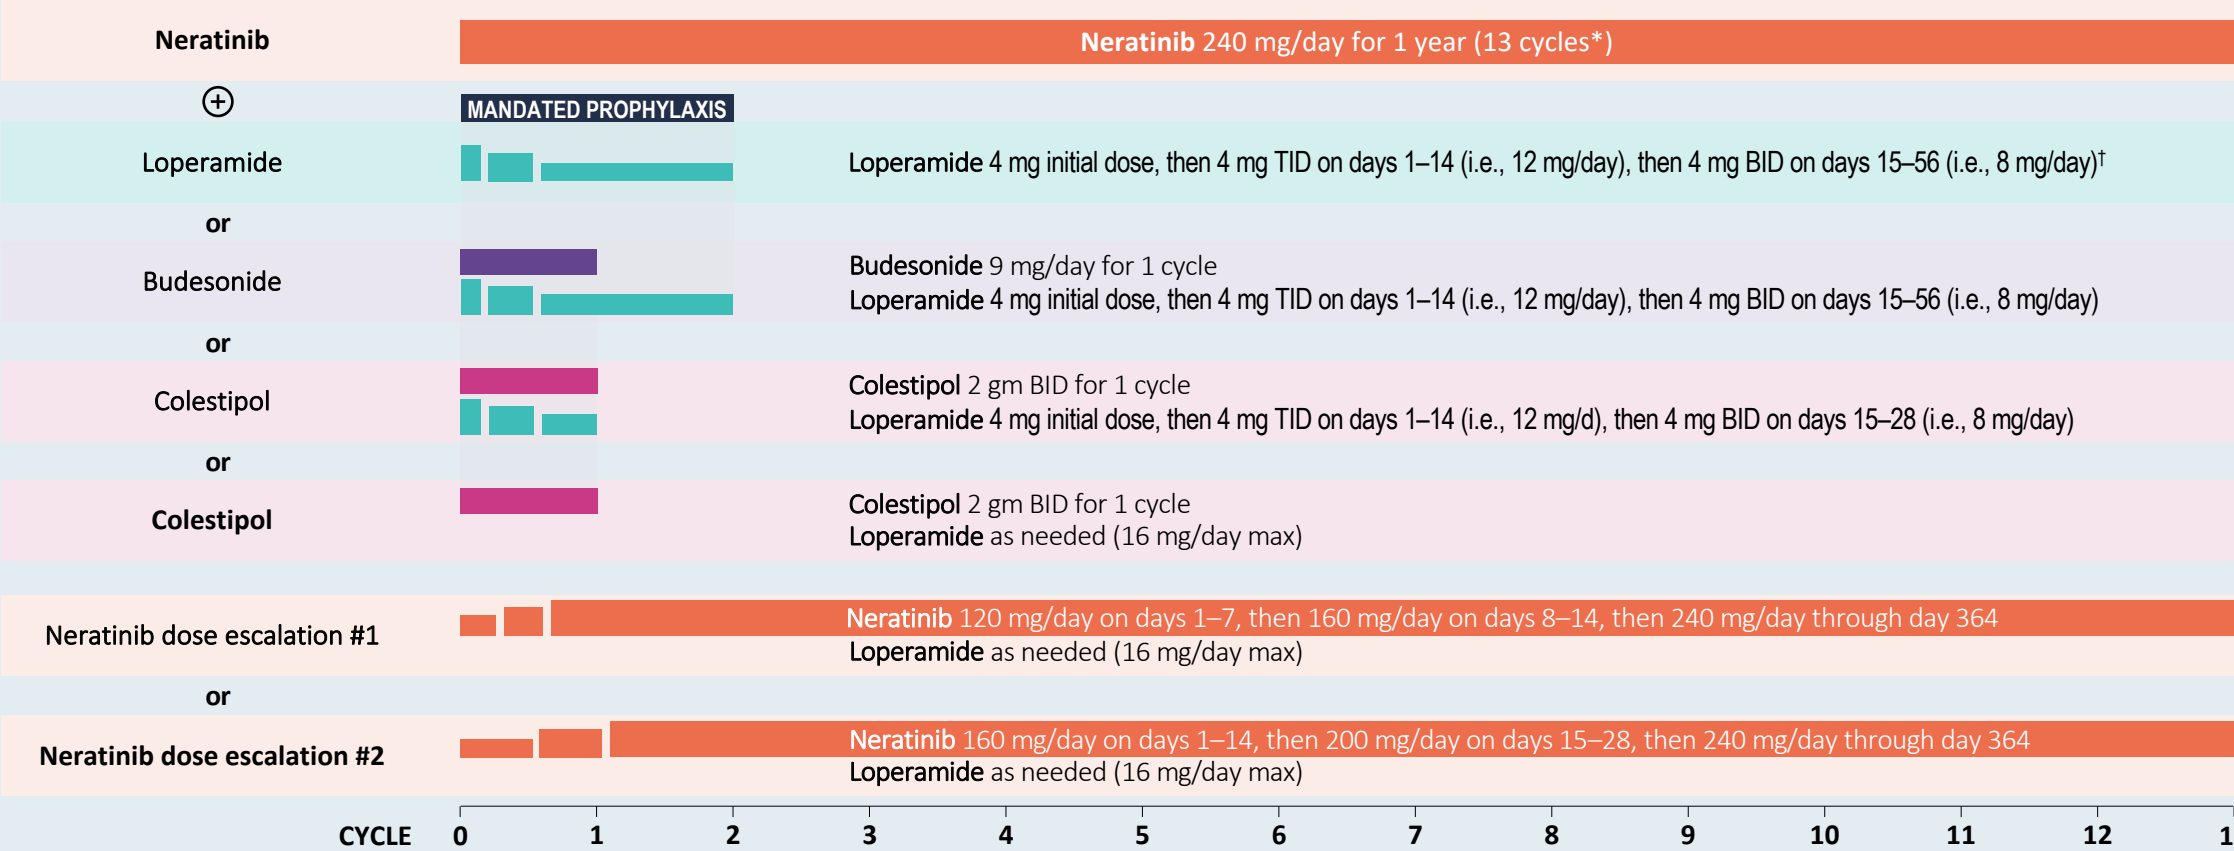 Neratinib
Neratinib 240 mg/day for 1 year (13 cycles*)
+
MANDATED PROPHYLAXIS
Loperamide
Loperamide 4 mg initial dose, then 4 mg TID on days 1–14 (i.e., 12 mg/day), then 4 mg BID on days 15–56 (i.e., 8 mg/day)†
or
Budesonide
Budesonide 9 mg/day for 1 cycle
Loperamide 4 mg initial dose, then 4 mg TID on days 1–14 (i.e., 12 mg/day), then 4 mg BID on days 15–56 (i.e., 8 mg/day)
or
Colestipol
Colestipol 2 gm BID for 1 cycle
Loperamide 4 mg initial dose, then 4 mg TID on days 1–14 (i.e., 12 mg/d), then 4 mg BID on days 15–28 (i.e., 8 mg/day)
or
Colestipol
Colestipol 2 gm BID for 1 cycle
Loperamide as needed (16 mg/day max)
Neratinib dose escalation #1
Neratinib 120 mg/day on days 1–7, then 160 mg/day on days 8–14, then 240 mg/day through day 364
Loperamide as needed (16 mg/day max)
or
Neratinib dose escalation #2
Neratinib 160 mg/day on days 1–14, then 200 mg/day on days 15–28, then 240 mg/day through day 364
Loperamide as needed (16 mg/day max)
CYCLE 0 1 2 3 4 5 6 7 8 9 10 11 12 1